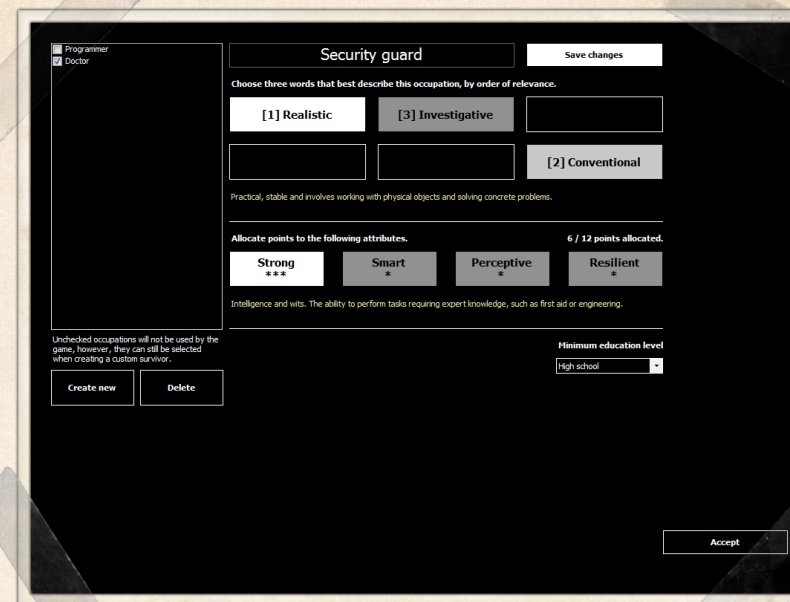 Programmer
Doctor
Security guard
Save changes
Choose three words that best describe this occupation, by order of relevance.
[1] Realistic
[3] Investigative
[2] Conventional
Practical, stable and involves working with physical objects and solving concrete problems.
Allocate points to the following attributes.
6 / 12 points allocated.
Strong
***
Smart
*
Perceptive
*
Resilient
*
Intelligence and wits. The ability to perform tasks requiring expert knowledge, such as first aid or engineering.
Unchecked occupations will not be used by the
game, however, they can still be selected
when creating a custom survivor.
Minimum education level
High school
Create new
Delete
Accept